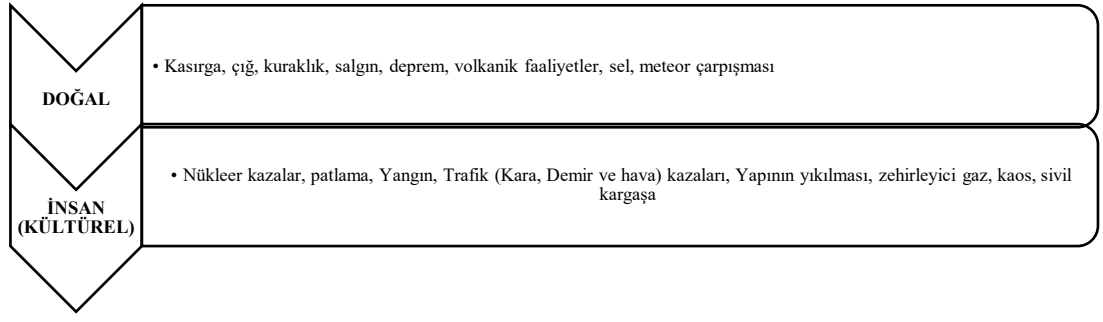 DOĞAL
• Kasırga, çığ, kuraklık, salgın, deprem, volkanik faaliyetler, sel, meteor çarpışması
İNSAN
(KÜLTÜREL)
• Nükleer kazalar, patlama, Yangın, Trafik (Kara, Demir ve hava) kazaları, Yapının yıkılması, zehirleyici gaz, kaos, sivil
kargaşa